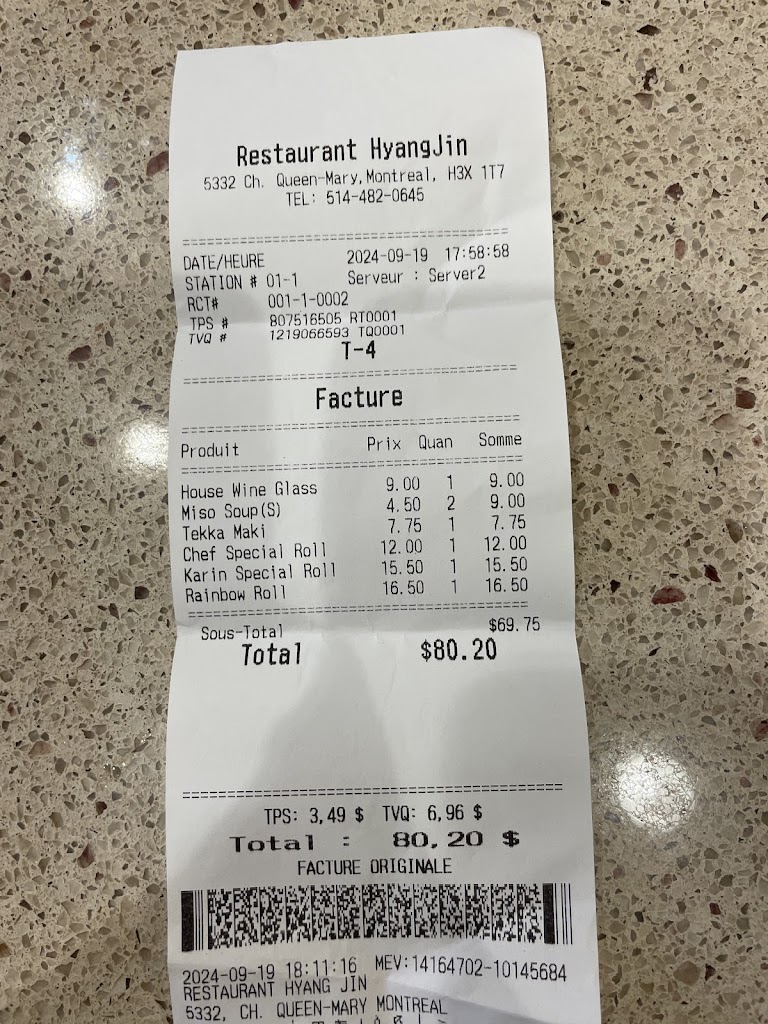 Restaurant HyangJin
5332 Ch. Queen-Mary, Montreal, H3X 1T7
TEL: 514-482-0645
DATE/HEURE 2024-09-19 17:58:58
STATION # 01-1 Serveur : Server2
RCT# 001-1-0002
TPS # 807516505 RT0001
TVQ # 1219066593 TQ0001
T-4
Facture
Produit Prix Quan Somme
House Wine Glass 9.00 1 9.00
Miso Soup(S) 4.50 2 9.00
Tekka Maki 7.75 1 7.75
Chef Special Roll 12.00 1 12.00
Karin Special Roll 15.50 1 15.50
Rainbow Roll 16.50 1 16.50
Sous-Total $69.75
Total $80.20
TPS: 3,49 $ TVQ: 6,96 $
Total : 80,20 $
FACTURE ORIGINALE
2024-09-19 18:11:16 MEV:14164702-10145684
RESTAURANT HYANG JIN
5332, CH. QUEEN-MARY MONTREAL